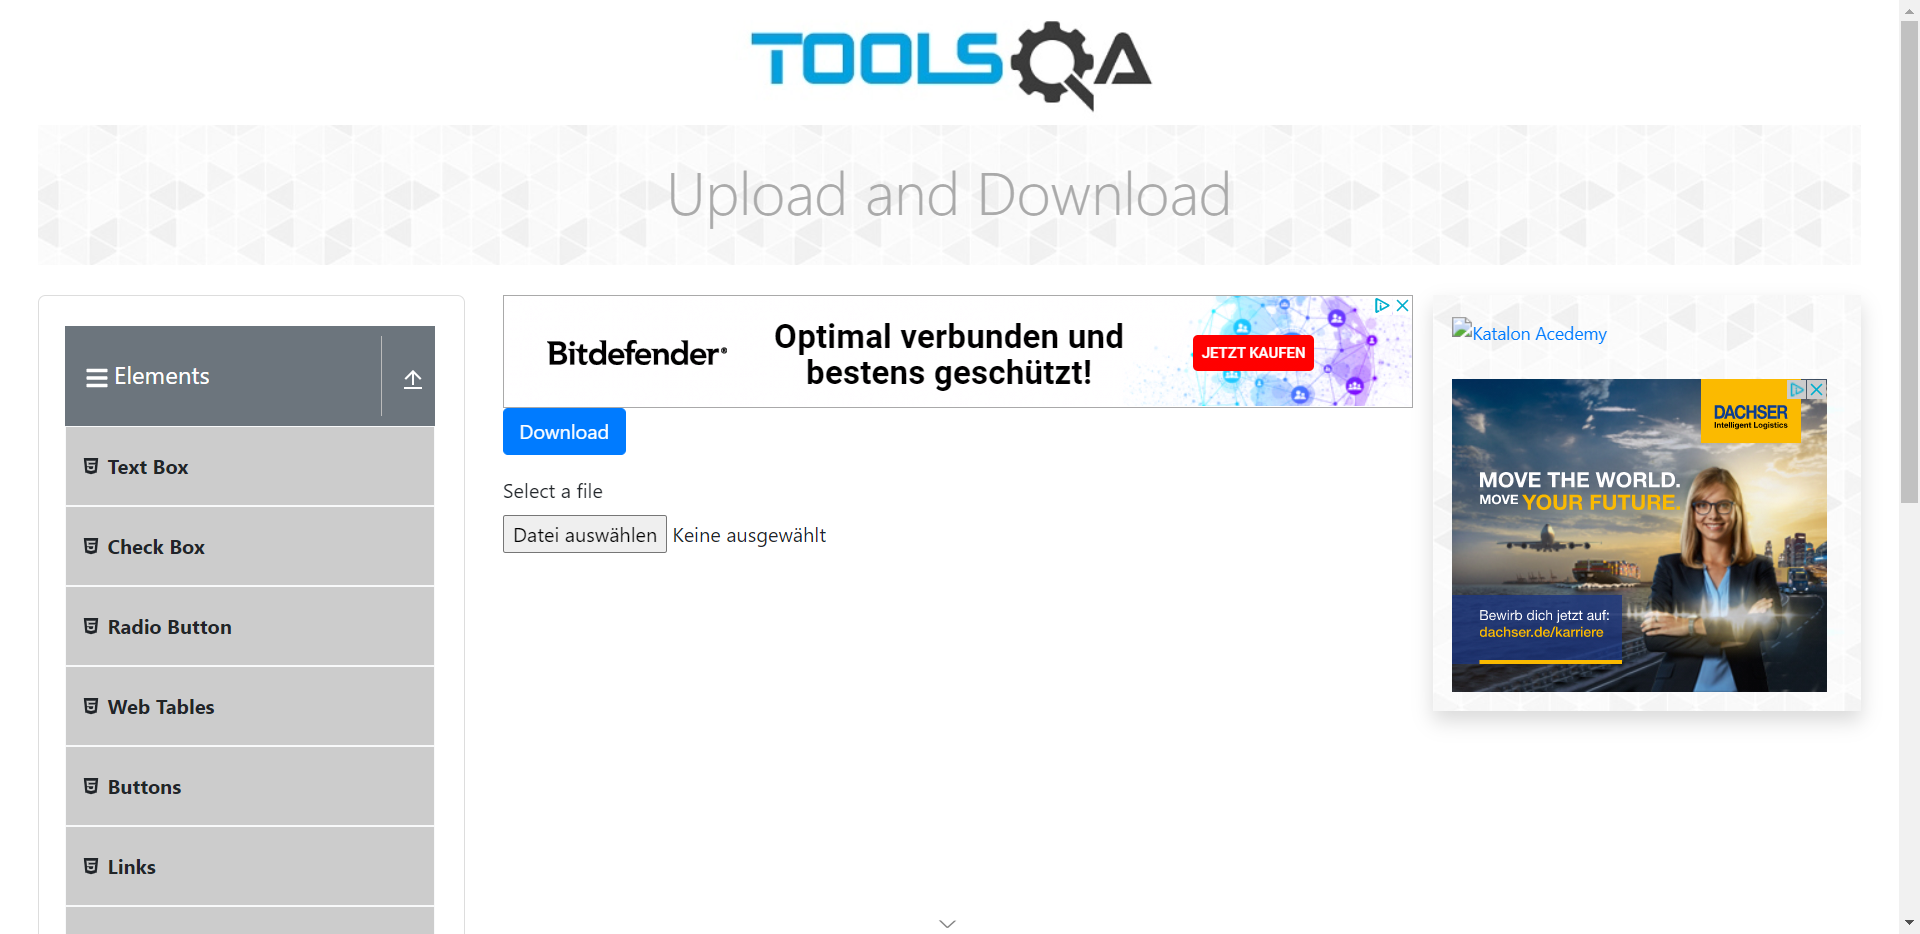 TOOLSQA
Upload and Download
Elements
Text Box
Check Box
Radio Button
Web Tables
Buttons
Links
Bitdefender®
Optimal verbunden und
bestens geschützt!
JETZT KAUFEN
Download
Select a file
Datei auswählen Keine ausgewählt
Katalon Acedemy
DACHSER
Intelligent Logistics
MOVE THE WORLD.
MOVE YOUR FUTURE.
Bewirb dich jetzt auf:
dachser.de/karriere